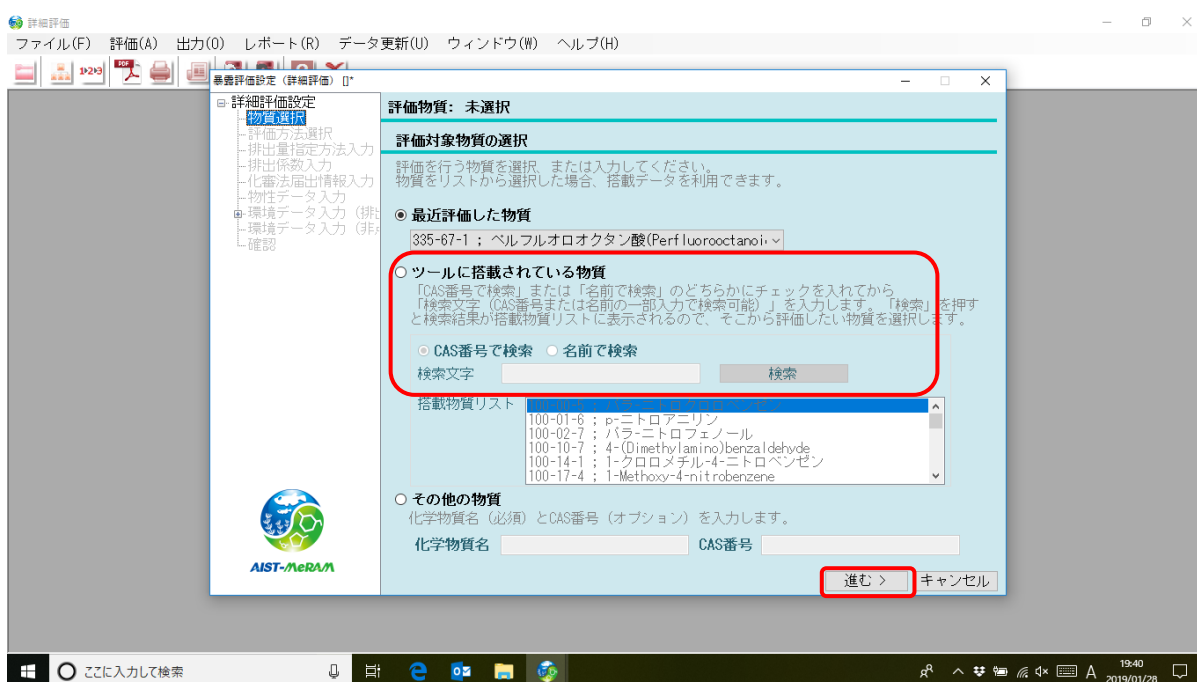 詳細評価
ファイル(F) 評価(A) 出力(O) レポート(R) データ更新(U) ウィンドウ(W) ヘルプ(H)
暴露評価設定（詳細評価） []*
詳細評価設定
物質選択
評価方法選択
排出量指定方法入力
排出係数入力
化審法届出情報入力
物性データ入力
環境データ入力（排出
環境データ入力（非点
確認
AIST-MeRAM
評価物質: 未選択
評価対象物質の選択
評価を行う物質を選択、または入力してください。
物質をリストから選択した場合、搭載データを利用できます。
最近評価した物質
335-67-1 ; ペルフルオロオクタン酸(Perfluorooctanoi
ツールに搭載されている物質
「CAS番号で検索」または「名前で検索」のどちらかにチェックを入れてから
「検索文字（CAS番号または名前の一部入力で検索可能）」を入力します。「検索」を押す
と検索結果が搭載物質リストに表示されるので、そこから評価したい物質を選択します。
CAS番号で検索 名前で検索
検索文字 検索
搭載物質リスト
100-01-6 ; p-ニトロアニリン
100-02-7 ; パラ-ニトロフェノール
100-10-7 ; 4-(Dimethylamino)benzaldehyde
100-14-1 ; 1-クロロメチル-4-ニトロベンゼン
100-17-4 ; 1-Methoxy-4-nitrobenzene
その他の物質
化学物質名（必須）とCAS番号（オプション）を入力します。
化学物質名 CAS番号
進む > キャンセル
ここに入力して検索
A 19:40
2019/01/28